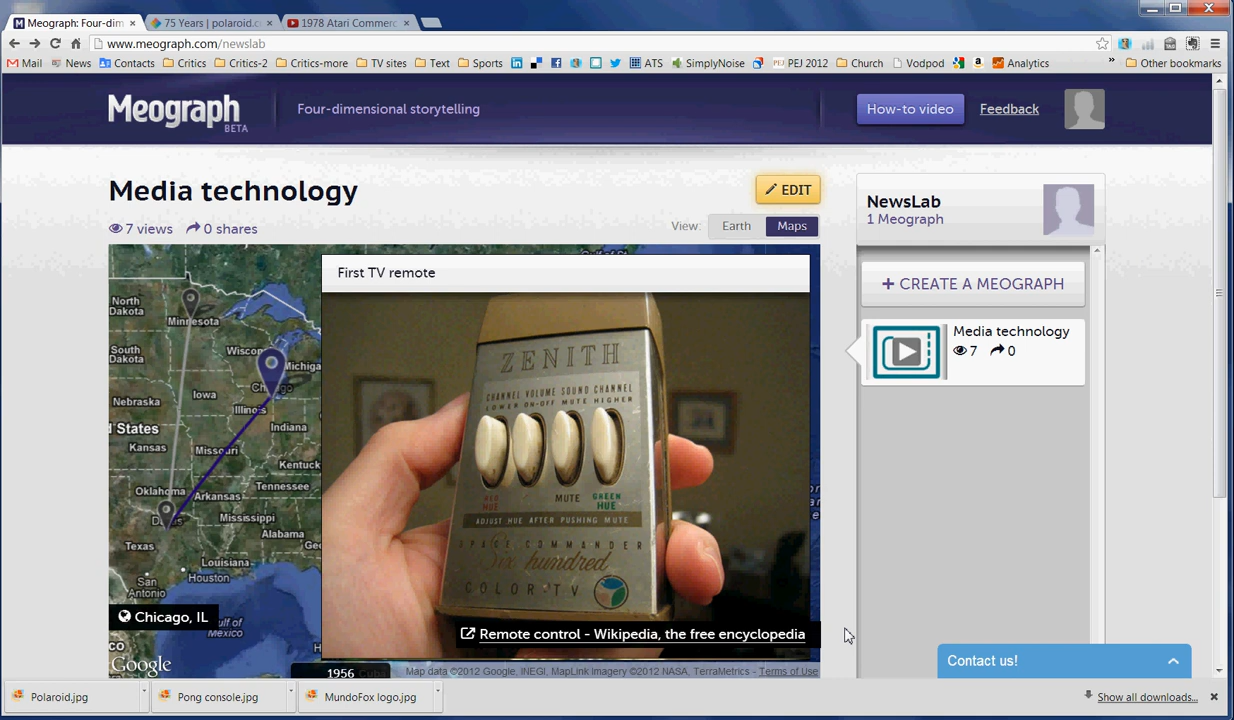 Meograph: Four-dim
75 Years | polaroid.c
1978 Atari Commerc
www.meograph.com/newslab
Mail
News
Contacts
Critics
Critics-2
Critics-more
TV sites
Text
Sports
ATS
SimplyNoise
PEJ 2012
Church
Vodpod
Analytics
Other bookmarks
Meograph
BETA
Four-dimensional storytelling
How-to video
Feedback
Media technology
EDIT
7 views
0 shares
View:
Earth
Maps
NewsLab
1 Meograph
+ CREATE A MEOGRAPH
Media technology
7
0
First TV remote
ZENITH
CHANNEL VOLUME SOUND CHANNEL
LOWER ON-OFF MUTE HIGHER
RED HUE
MUTE
GREEN HUE
ADJUST HUE AFTER PUSHING MUTE
SPACE COMMANDER
Six hundred
COLOR TV
Remote control - Wikipedia, the free encyclopedia
North Dakota
Minnesota
South Dakota
Wiscon
Michiga
Chicago
Nebraska
Iowa
Illinois
Indiana
d States
Kansas
Missouri
Kentuck
Oklahoma
Arkansas
Tennessee
Mississippi
Alabama
Geo
Texas
Louisiana
Houston
San Antonio
Chicago, IL
ulf of
Mexico
co
Google
1956
Map data ©2012 Google, INEGI, MapLink Imagery ©2012 NASA, TerraMetrics - Terms of Use
Contact us!
Polaroid.jpg
Pong console.jpg
MundoFox logo.jpg
Show all downloads...